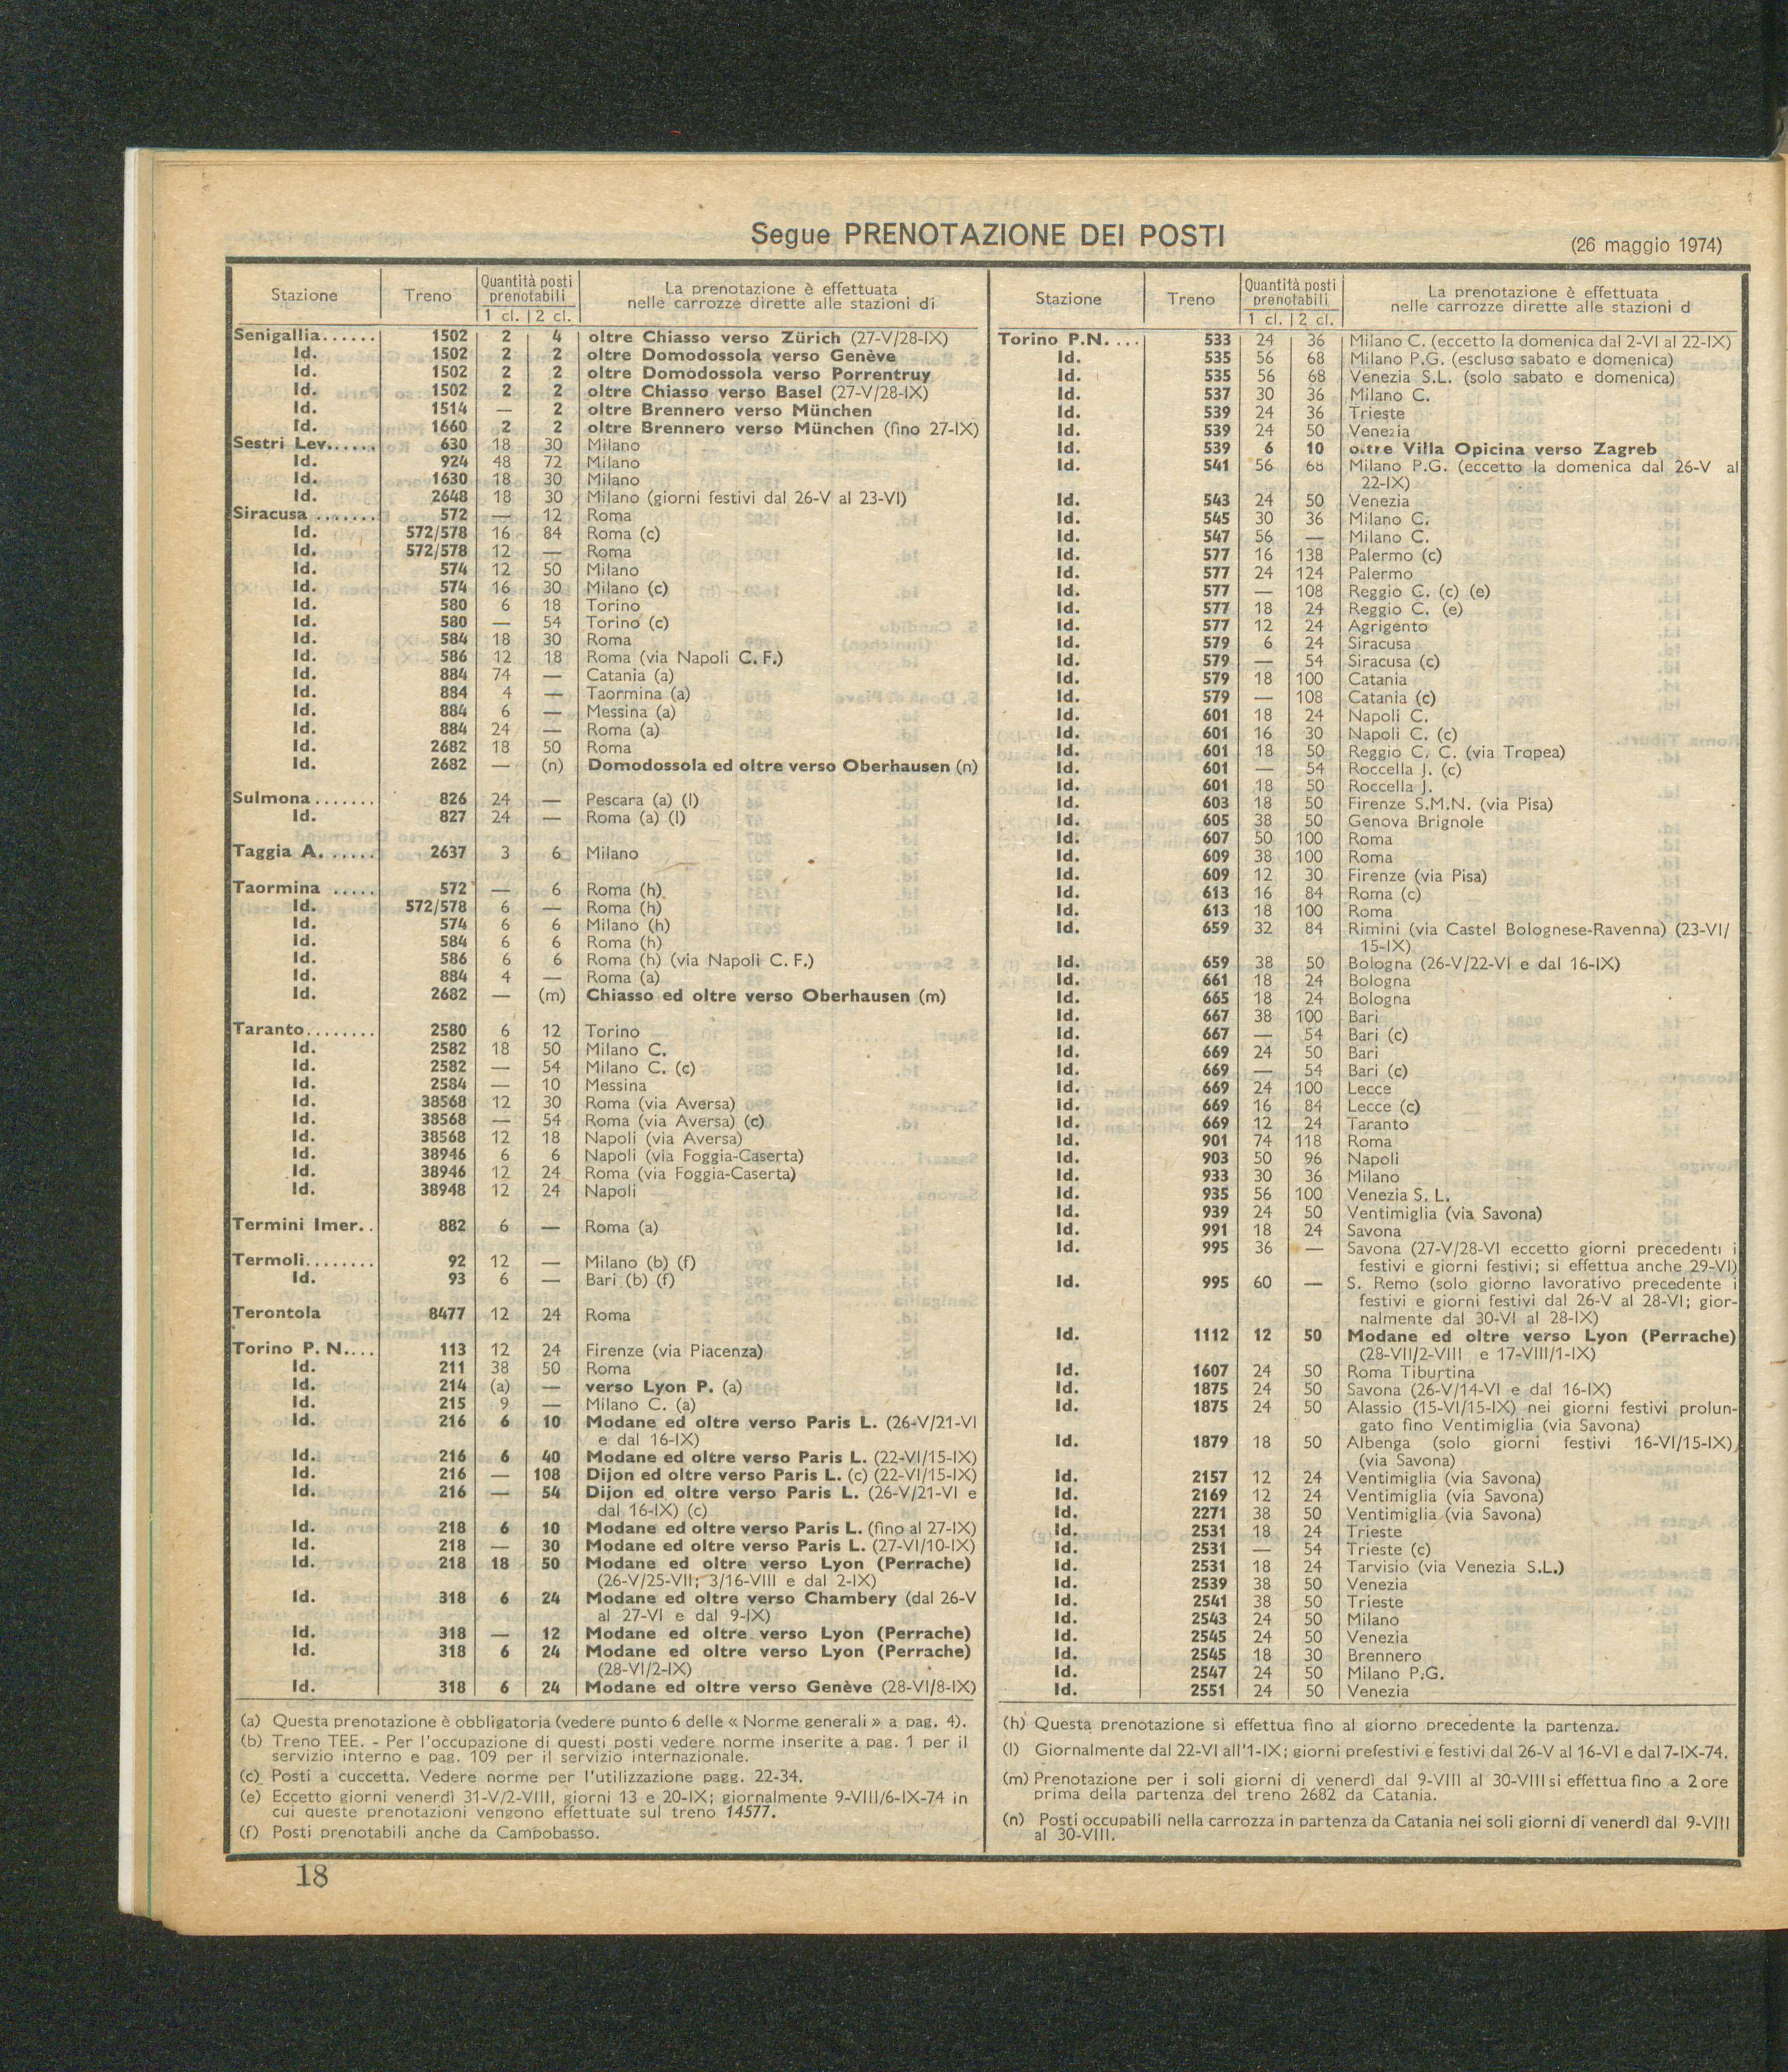 Segue PRENOTAZIONE DEI POSTI
(26 maggio 1974)
Stazione Treno Quantità posti prenotabili 1 cl. 2 cl. La prenotazione è effettuata nelle carrozze dirette alle stazioni di
Senigallia...... 1502 2 4 oltre Chiasso verso Zürich (27-V/28-IX)
Id. 1502 2 2 oltre Domodossola verso Genève
Id. 1502 2 2 oltre Domodossola verso Porrentruy
Id. 1502 2 2 oltre Chiasso verso Basel (27-V/28-IX)
Id. 1514 — 2 oltre Brennero verso München
Id. 1660 2 2 oltre Brennero verso München (fino 27-IX)
Sestri Lev...... 630 18 30 Milano
Id. 924 48 72 Milano
Id. 1630 18 30 Milano
Id. 2648 18 30 Milano (giorni festivi dal 26-V al 23-VI)
Siracusa ....... 572 — 12 Roma
Id. 572/578 16 84 Roma (c)
Id. 572/578 12 — Roma
Id. 574 12 50 Milano
Id. 574 16 30 Milano (c)
Id. 580 6 18 Torino
Id. 580 — 54 Torino (c)
Id. 584 18 30 Roma
Id. 586 12 18 Roma (via Napoli C. F.)
Id. 884 74 — Catania (a)
Id. 884 4 — Taormina (a)
Id. 884 6 — Messina (a)
Id. 884 24 — Roma (a)
Id. 2682 18 50 Roma
Id. 2682 — (n) Domodossola ed oltre verso Oberhausen (n)
Sulmona ....... 826 24 — Pescara (a) (l)
Id. 827 24 — Roma (a) (l)
Taggia A. ...... 2637 3 6 Milano
Taormina ..... 572 — 6 Roma (h)
Id. 572/578 6 — Roma (h)
Id. 574 6 6 Milano (h)
Id. 584 6 6 Roma (h)
Id. 586 6 6 Roma (h) (via Napoli C. F.)
Id. 884 4 — Roma (a)
Id. 2682 — (m) Chiasso ed oltre verso Oberhausen (m)
Taranto........ 2580 6 12 Torino
Id. 2582 18 50 Milano C.
Id. 2582 — 54 Milano C. (c)
Id. 2584 — 10 Messina
Id. 38568 12 30 Roma (via Aversa)
Id. 38568 — 54 Roma (via Aversa) (c)
Id. 38568 12 18 Napoli (via Aversa)
Id. 38946 6 6 Napoli (via Foggia-Caserta)
Id. 38946 12 24 Roma (via Foggia-Caserta)
Id. 38948 12 24 Napoli
Termini Imer. . 882 6 — Roma (a)
Termoli........ 92 12 — Milano (b) (f)
Id. 93 6 — Bari (b) (f)
Terontola 8477 12 24 Roma
Torino P. N.... 113 12 24 Firenze (via Piacenza)
Id. 211 38 50 Roma
Id. 214 (a) — verso Lyon P. (a)
Id. 215 9 — Milano C. (a)
Id. 216 6 10 Modane ed oltre verso Paris L. (26-V/21-VI
e dal 16-IX)
Id. 216 6 40 Modane ed oltre verso Paris L. (22-VI/15-IX)
Id. 216 — 108 Dijon ed oltre verso Paris L. (c) (22-VI/15-IX)
Id. 216 — 54 Dijon ed oltre verso Paris L. (26-V/21-VI e
dal 16-IX) (c)
Id. 218 6 10 Modane ed oltre verso Paris L. (fino al 27-IX)
Id. 218 — 30 Modane ed oltre verso Paris L. (27-VI/10-IX)
Id. 218 18 50 Modane ed oltre verso Lyon (Perrache)
(26-V/25-VII; 3/16-VIII e dal 2-IX)
Id. 318 6 24 Modane ed oltre verso Chambery (dal 26-V
al 27-VI e dal 9-IX)
Id. 318 — 12 Modane ed oltre verso Lyon (Perrache)
Id. 318 6 24 Modane ed oltre verso Lyon (Perrache)
(28-VI/2-IX)
Id. 318 6 24 Modane ed oltre verso Genève (28-VI/8-IX)
(a) Questa prenotazione è obbligatoria (vedere punto 6 delle « Norme generali » a pag. 4).
(b) Treno TEE. - Per l'occupazione di questi posti vedere norme inserite a pag. 1 per il
servizio interno e pag. 109 per il servizio internazionale.
(c) Posti a cuccetta. Vedere norme per l'utilizzazione pagg. 22-34.
(e) Eccetto giorni venerdì 31-V/2-VIII, giorni 13 e 20-IX; giornalmente 9-VIII/6-IX-74 in
cui queste prenotazioni vengono effettuate sul treno 14577.
(f) Posti prenotabili anche da Campobasso.
Stazione Treno Quantità posti prenotabili 1 cl. 2 cl. La prenotazione è effettuata nelle carrozze dirette alle stazioni d
Torino P.N. ... 533 24 36 Milano C. (eccetto la domenica dal 2-VI al 22-IX)
Id. 535 56 68 Milano P.G. (escluso sabato e domenica)
Id. 535 56 68 Venezia S.L. (solo sabato e domenica)
Id. 537 30 36 Milano C.
Id. 539 24 36 Trieste
Id. 539 24 50 Venezia
Id. 539 6 10 oltre Villa Opicina verso Zagreb
Id. 541 56 68 Milano P.G. (eccetto la domenica dal 26-V al
22-IX)
Id. 543 24 50 Venezia
Id. 545 30 36 Milano C.
Id. 547 56 — Milano C.
Id. 577 16 138 Palermo (c)
Id. 577 24 124 Palermo
Id. 577 — 108 Reggio C. (c) (e)
Id. 577 18 24 Reggio C. (e)
Id. 577 12 24 Agrigento
Id. 579 6 24 Siracusa
Id. 579 — 54 Siracusa (c)
Id. 579 18 100 Catania
Id. 579 — 108 Catania (c)
Id. 601 18 24 Napoli C.
Id. 601 16 30 Napoli C. (c)
Id. 601 18 50 Reggio C. C. (via Tropea)
Id. 601 — 54 Roccella J. (c)
Id. 601 18 50 Roccella J.
Id. 603 18 50 Firenze S.M.N. (via Pisa)
Id. 605 38 50 Genova Brignole
Id. 607 50 100 Roma
Id. 609 38 100 Roma
Id. 609 12 30 Firenze (via Pisa)
Id. 613 16 84 Roma (c)
Id. 613 18 100 Roma
Id. 659 32 84 Rimini (via Castel Bolognese-Ravenna) (23-VI/
15-IX)
Id. 659 38 50 Bologna (26-V/22-VI e dal 16-IX)
Id. 661 18 24 Bologna
Id. 665 18 24 Bologna
Id. 667 38 100 Bari
Id. 667 — 54 Bari (c)
Id. 669 24 50 Bari
Id. 669 — 54 Bari (c)
Id. 669 24 100 Lecce
Id. 669 16 84 Lecce (c)
Id. 669 12 24 Taranto
Id. 901 74 118 Roma
Id. 903 50 96 Napoli
Id. 933 30 36 Milano
Id. 935 56 100 Venezia S. L.
Id. 939 24 50 Ventimiglia (via Savona)
Id. 991 18 24 Savona
Id. 995 36 — Savona (27-V/28-VI eccetto giorni precedenti i
festivi e giorni festivi; si effettua anche 29-VI)
Id. 995 60 — S. Remo (solo giorno lavorativo precedente i
festivi e giorni festivi dal 26-V al 28-VI; gior-
nalmente dal 30-VI al 28-IX)
Id. 1112 12 50 Modane ed oltre verso Lyon (Perrache)
(28-VII/2-VIII e 17-VIII/1-IX)
Id. 1607 24 50 Roma Tiburtina
Id. 1875 24 50 Savona (26-V/14-VI e dal 16-IX)
Id. 1875 24 50 Alassio (15-VI/15-IX) nei giorni festivi prolun-
gato fino Ventimiglia (via Savona)
Id. 1879 18 50 Albenga (solo giorni festivi 16-VI/15-IX)
(via Savona)
Id. 2157 12 24 Ventimiglia (via Savona)
Id. 2169 12 24 Ventimiglia (via Savona)
Id. 2271 38 50 Ventimiglia (via Savona)
Id. 2531 18 24 Trieste
Id. 2531 — 54 Trieste (c)
Id. 2531 18 24 Tarvisio (via Venezia S.L.)
Id. 2539 38 50 Venezia
Id. 2541 38 50 Trieste
Id. 2543 24 50 Milano
Id. 2545 24 50 Venezia
Id. 2545 18 30 Brennero
Id. 2547 24 50 Milano P.G.
Id. 2551 24 50 Venezia
(h) Questa prenotazione si effettua fino al giorno precedente la partenza.
(l) Giornalmente dal 22-VI all'1-IX; giorni prefestivi e festivi dal 26-V al 16-VI e dal 7-IX-74.
(m) Prenotazione per i soli giorni di venerdì dal 9-VIII al 30-VIII si effettua fino a 2 ore
prima della partenza del treno 2682 da Catania.
(n) Posti occupabili nella carrozza in partenza da Catania nei soli giorni di venerdì dal 9-VIII
al 30-VIII.
18